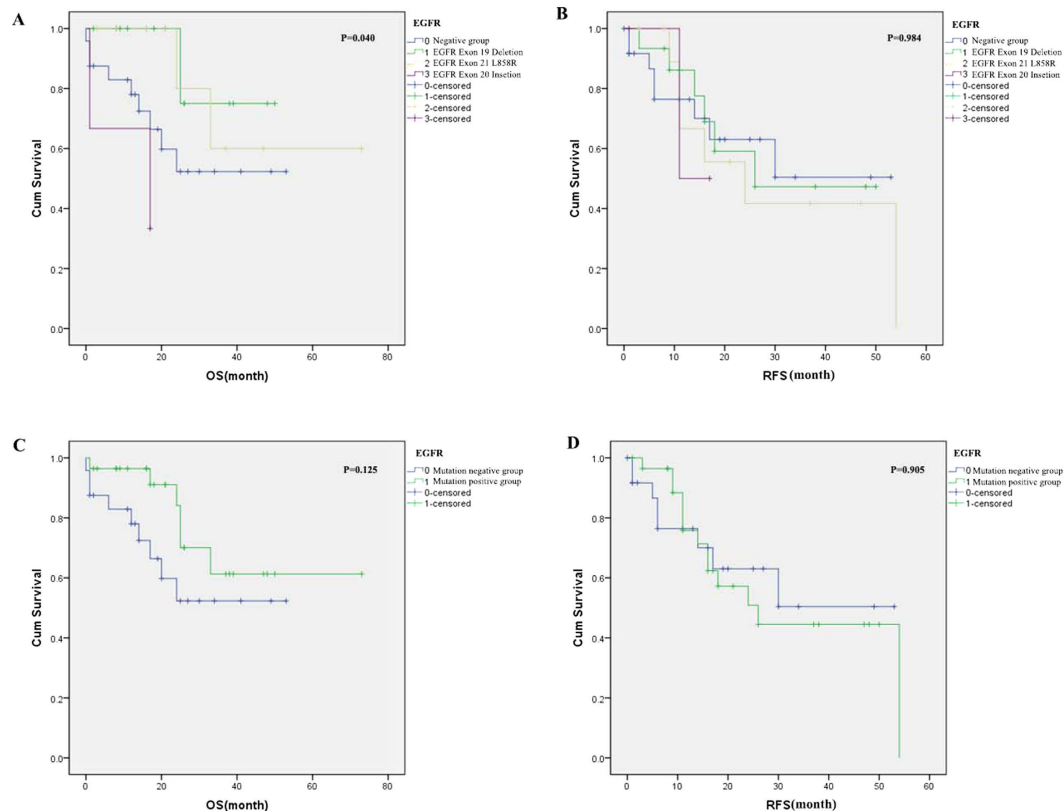 A
P=0.040
EGFR
0 Negative group
1 EGFR Exon 19 Deletion
2 EGFR Exon 21 L858R
3 EGFR Exon 20 Insetion
0-censored
1-censored
2-censored
3-censored
Cum Survival
1.0
0.8
0.6
0.4
0.2
0.0
0
20
40
60
80
OS(month)
B
P=0.984
EGFR
0 Negative group
1 EGFR Exon 19 Deletion
2 EGFR Exon 21 L858R
3 EGFR Exon 20 Insetion
0-censored
1-censored
2-censored
3-censored
Cum Survival
1.0
0.8
0.6
0.4
0.2
0.0
0
10
20
30
40
50
60
RFS(month)
C
P=0.125
EGFR
0 Mutation negative group
1 Mutation positive group
0-censored
1-censored
Cum Survival
1.0
0.8
0.6
0.4
0.2
0.0
0
20
40
60
80
OS(month)
D
P=0.905
EGFR
0 Mutation negative group
1 Mutation positive group
0-censored
1-censored
Cum Survival
1.0
0.8
0.6
0.4
0.2
0.0
0
10
20
30
40
50
60
RFS(month)